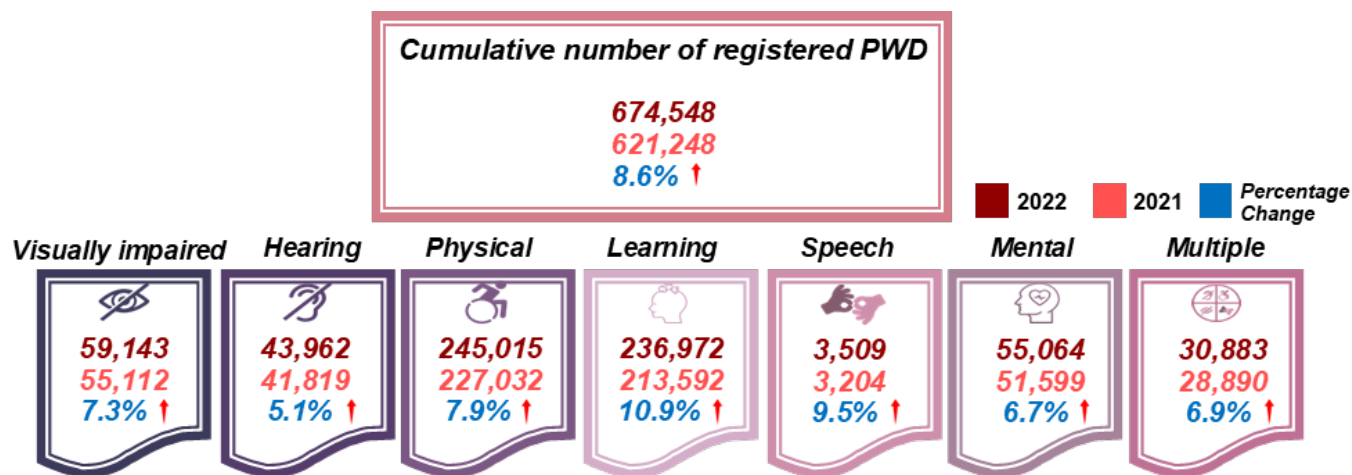 Cumulative number of registered PWD
674,548
621,248
8.6%
2022
2021
Percentage
Change
Visually impaired
59,143
55,112
7.3%
Hearing
43,962
41,819
5.1%
Physical
245,015
227,032
7.9%
Learning
236,972
213,592
10.9%
Speech
3,509
3,204
9.5%
Mental
55,064
51,599
6.7%
Multiple
30,883
28,890
6.9%